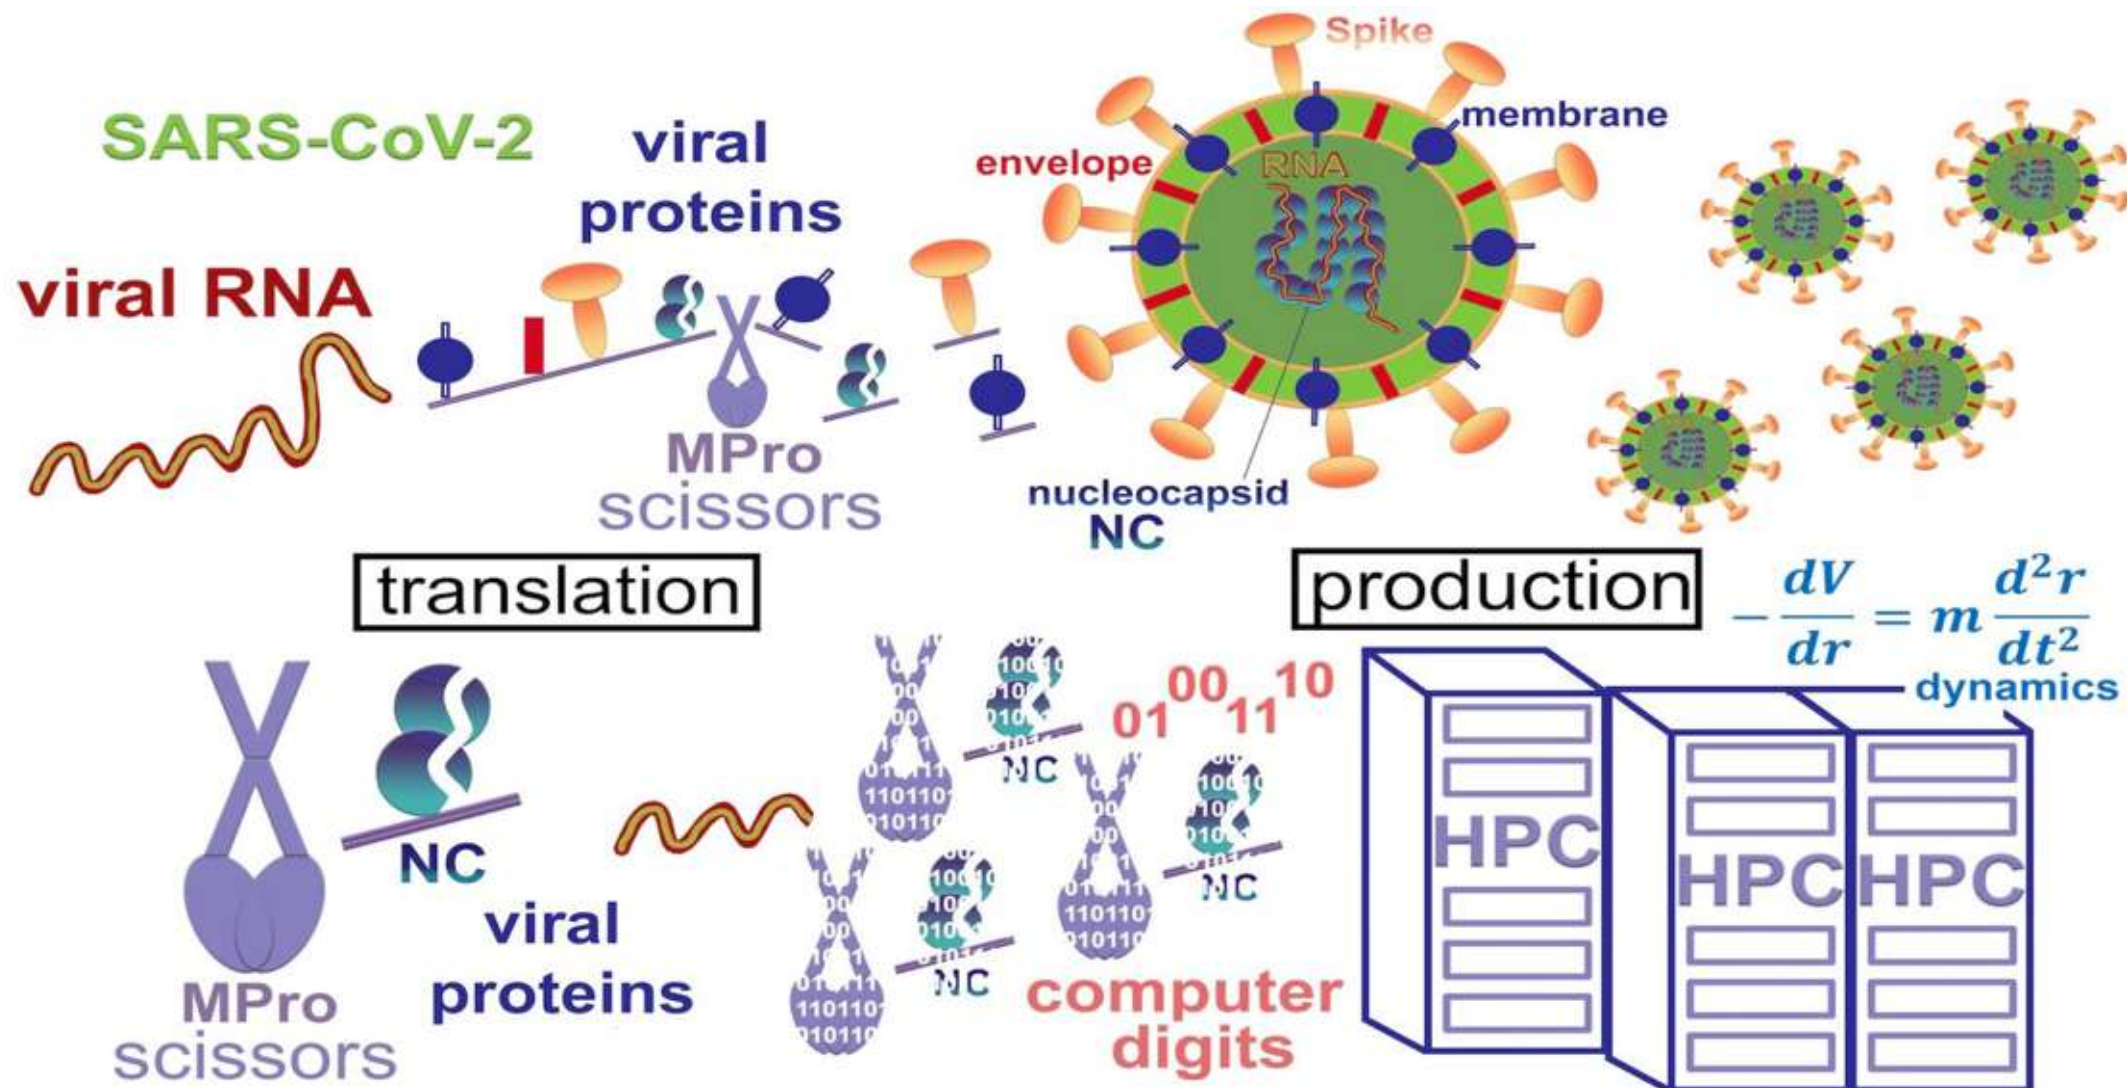 Spike
SARS-CoV-2
viral
proteins
membrane
envelope
RNA
viral RNA
MPro
scissors
nucleocapsid
NC
translation
production
-dV/dr = m d²r/dt²
dynamics
MPro
scissors
NC
viral
proteins
NC
NC
NC
01 00 11 10
computer
digits
HPC
HPC
HPC